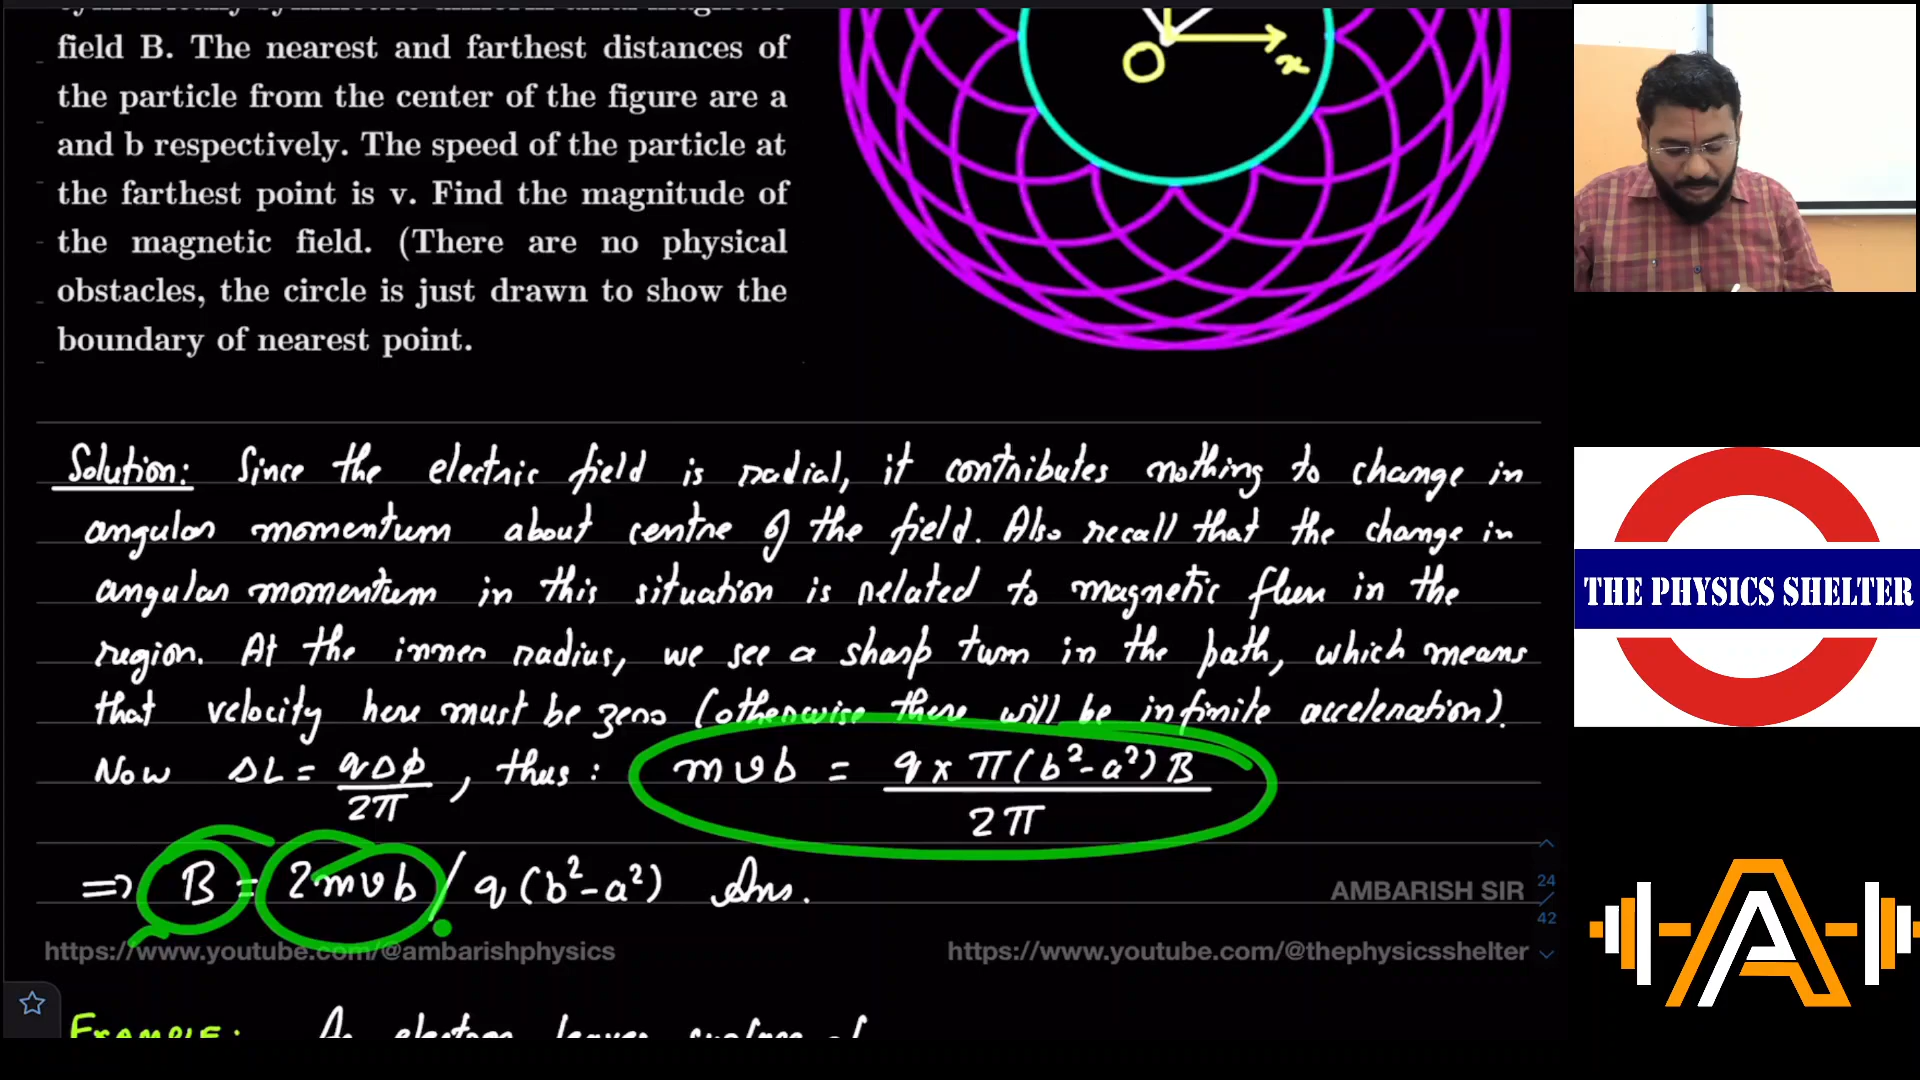 field B. The nearest and farthest distances of
the particle from the center of the figure are a
and b respectively. The speed of the particle at
the farthest point is v. Find the magnitude of
the magnetic field. (There are no physical
obstacles, the circle is just drawn to show the
boundary of nearest point.
O
x
Solution: Since the electric field is radial, it contributes nothing to change in
angular momentum about centre of the field. Also recall that the change in
angular momentum in this situation is related to magnetic flux in the
region. At the inner radius, we see a sharp turn in the path, which means
that velocity here must be zero (otherwise there will be infinite acceleration).
Now ΔL = qΔϕ/2π, thus: mvb = q × π(b²-a²)B/2π
⇒ B = 2mvb/q(b²-a²) Ans.
AMBARISH SIR
24
42
https://www.youtube.com/@ambarishphysics
https://www.youtube.com/@thephysicsshelter
EXAMPLE: An electron leaves surface of
THE PHYSICS SHELTER
A